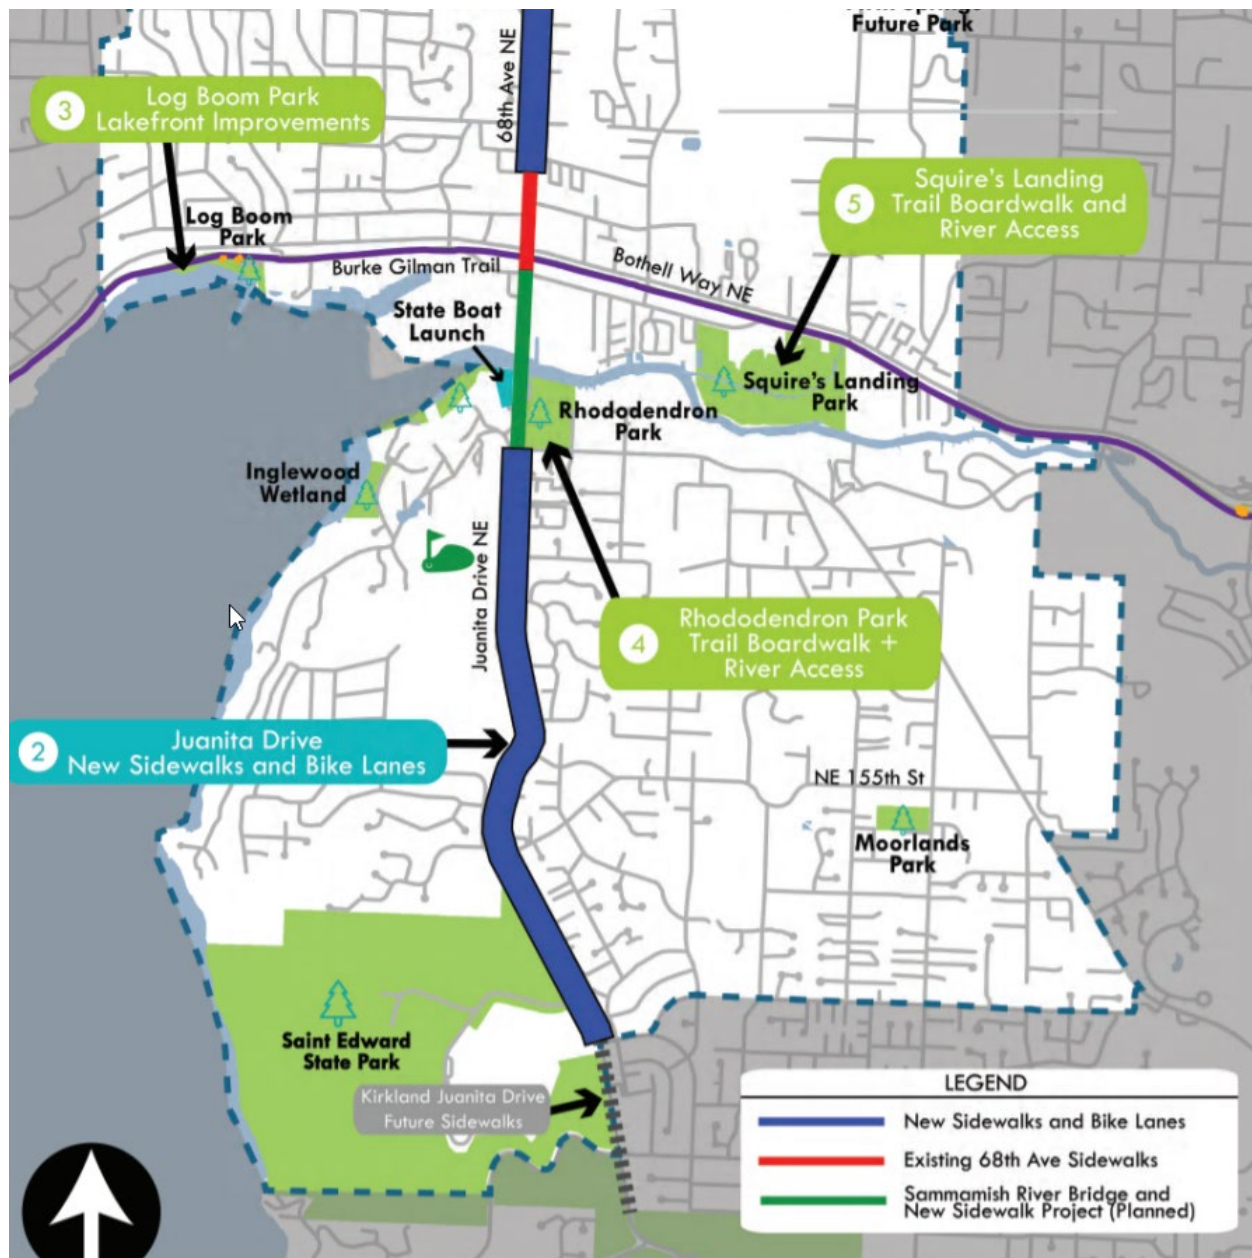 Future Park
68th Ave NE
3
Log Boom Park
Lakefront Improvements
5
Squire's Landing
Trail Boardwalk and
River Access
Log Boom
Park
Burke Gilman Trail
Bothell Way NE
State Boat
Launch
Squire's Landing
Park
Rhododendron
Park
Inglewood
Wetland
Juanita Drive NE
4
Rhododendron Park
Trail Boardwalk +
River Access
2
Juanita Drive
New Sidewalks and Bike Lanes
NE 155th St
Moorlands
Park
Saint Edward
State Park
Kirkland Juanita Drive
Future Sidewalks
LEGEND
New Sidewalks and Bike Lanes
Existing 68th Ave Sidewalks
Sammamish River Bridge and
New Sidewalk Project (Planned)